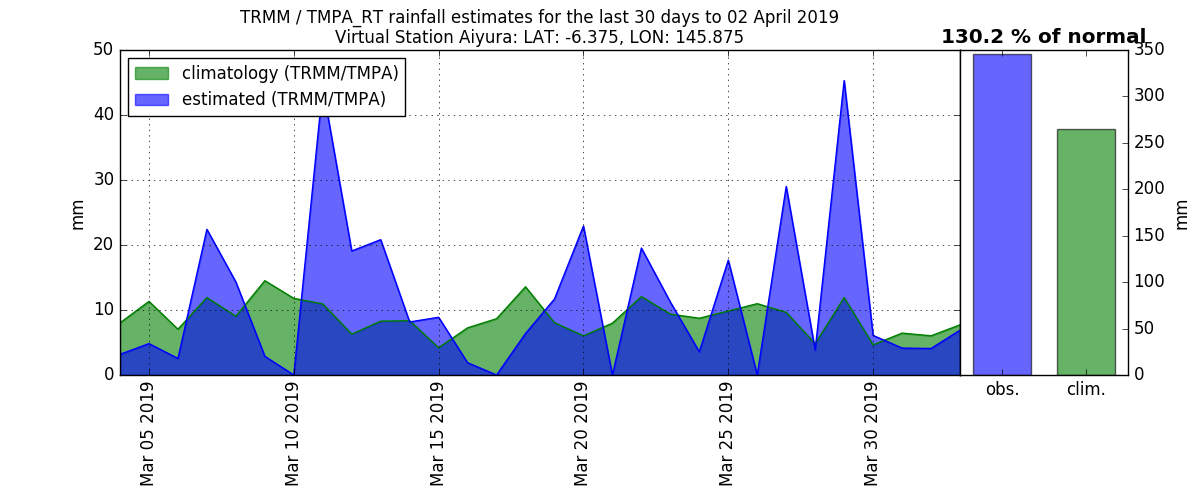 TRMM / TMPA_RT rainfall estimates for the last 30 days to 02 April 2019
Virtual Station Aiyura: LAT: -6.375, LON: 145.875
130.2 % of normal
climatology (TRMM/TMPA)
estimated (TRMM/TMPA)
50
40
30
20
10
0
mm
Mar 05 2019
Mar 10 2019
Mar 15 2019
Mar 20 2019
Mar 25 2019
Mar 30 2019
obs.
clim.
350
300
250
200
150
100
50
0
mm